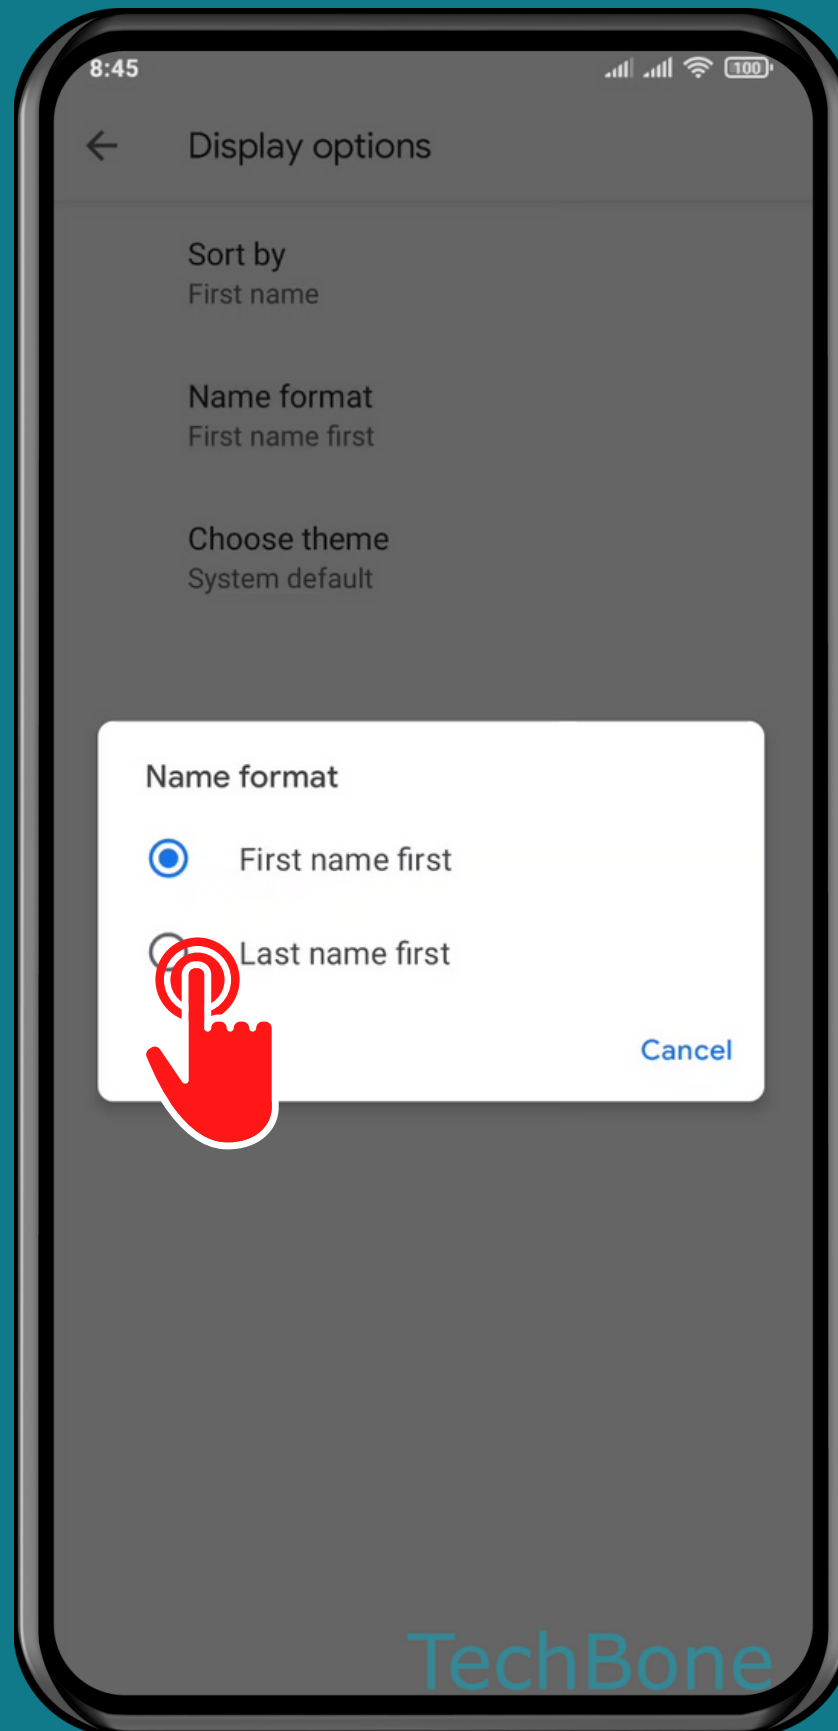 8:45 100
Display options
Sort by
First name
Name format
First name first
Choose theme
System default
Name format
First name first
Last name first
Cancel
TechBone